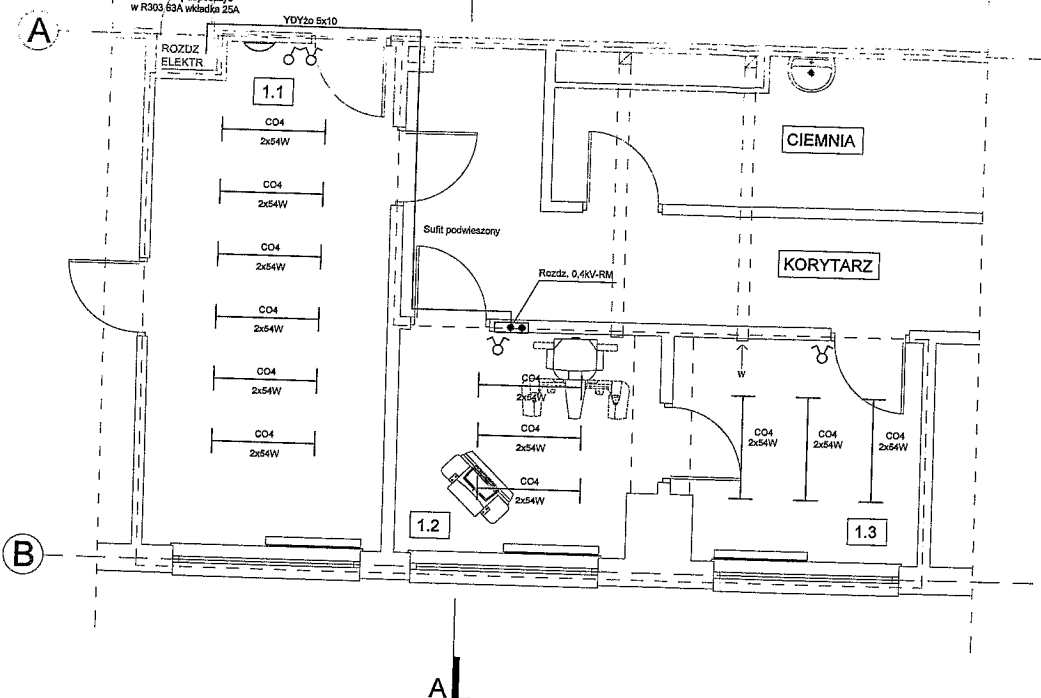 w R303 63A wkładka 25A
YDYżo 5x10
A
ROZDZ
ELEKTR
1.1
CO4
2x54W
CIEMNIA
CO4
2x54W
Sufit podwieszony
CO4
2x54W
KORYTARZ
Rozdz. 0,4kV-RM
CO4
2x54W
W
CO4
2x54W
CO4
2x54W
CO4
2x54W
CO4
2x54W
CO4
2x54W
CO4
2x54W
CO4
2x54W
CO4
2x54W
1.2
1.3
B
A